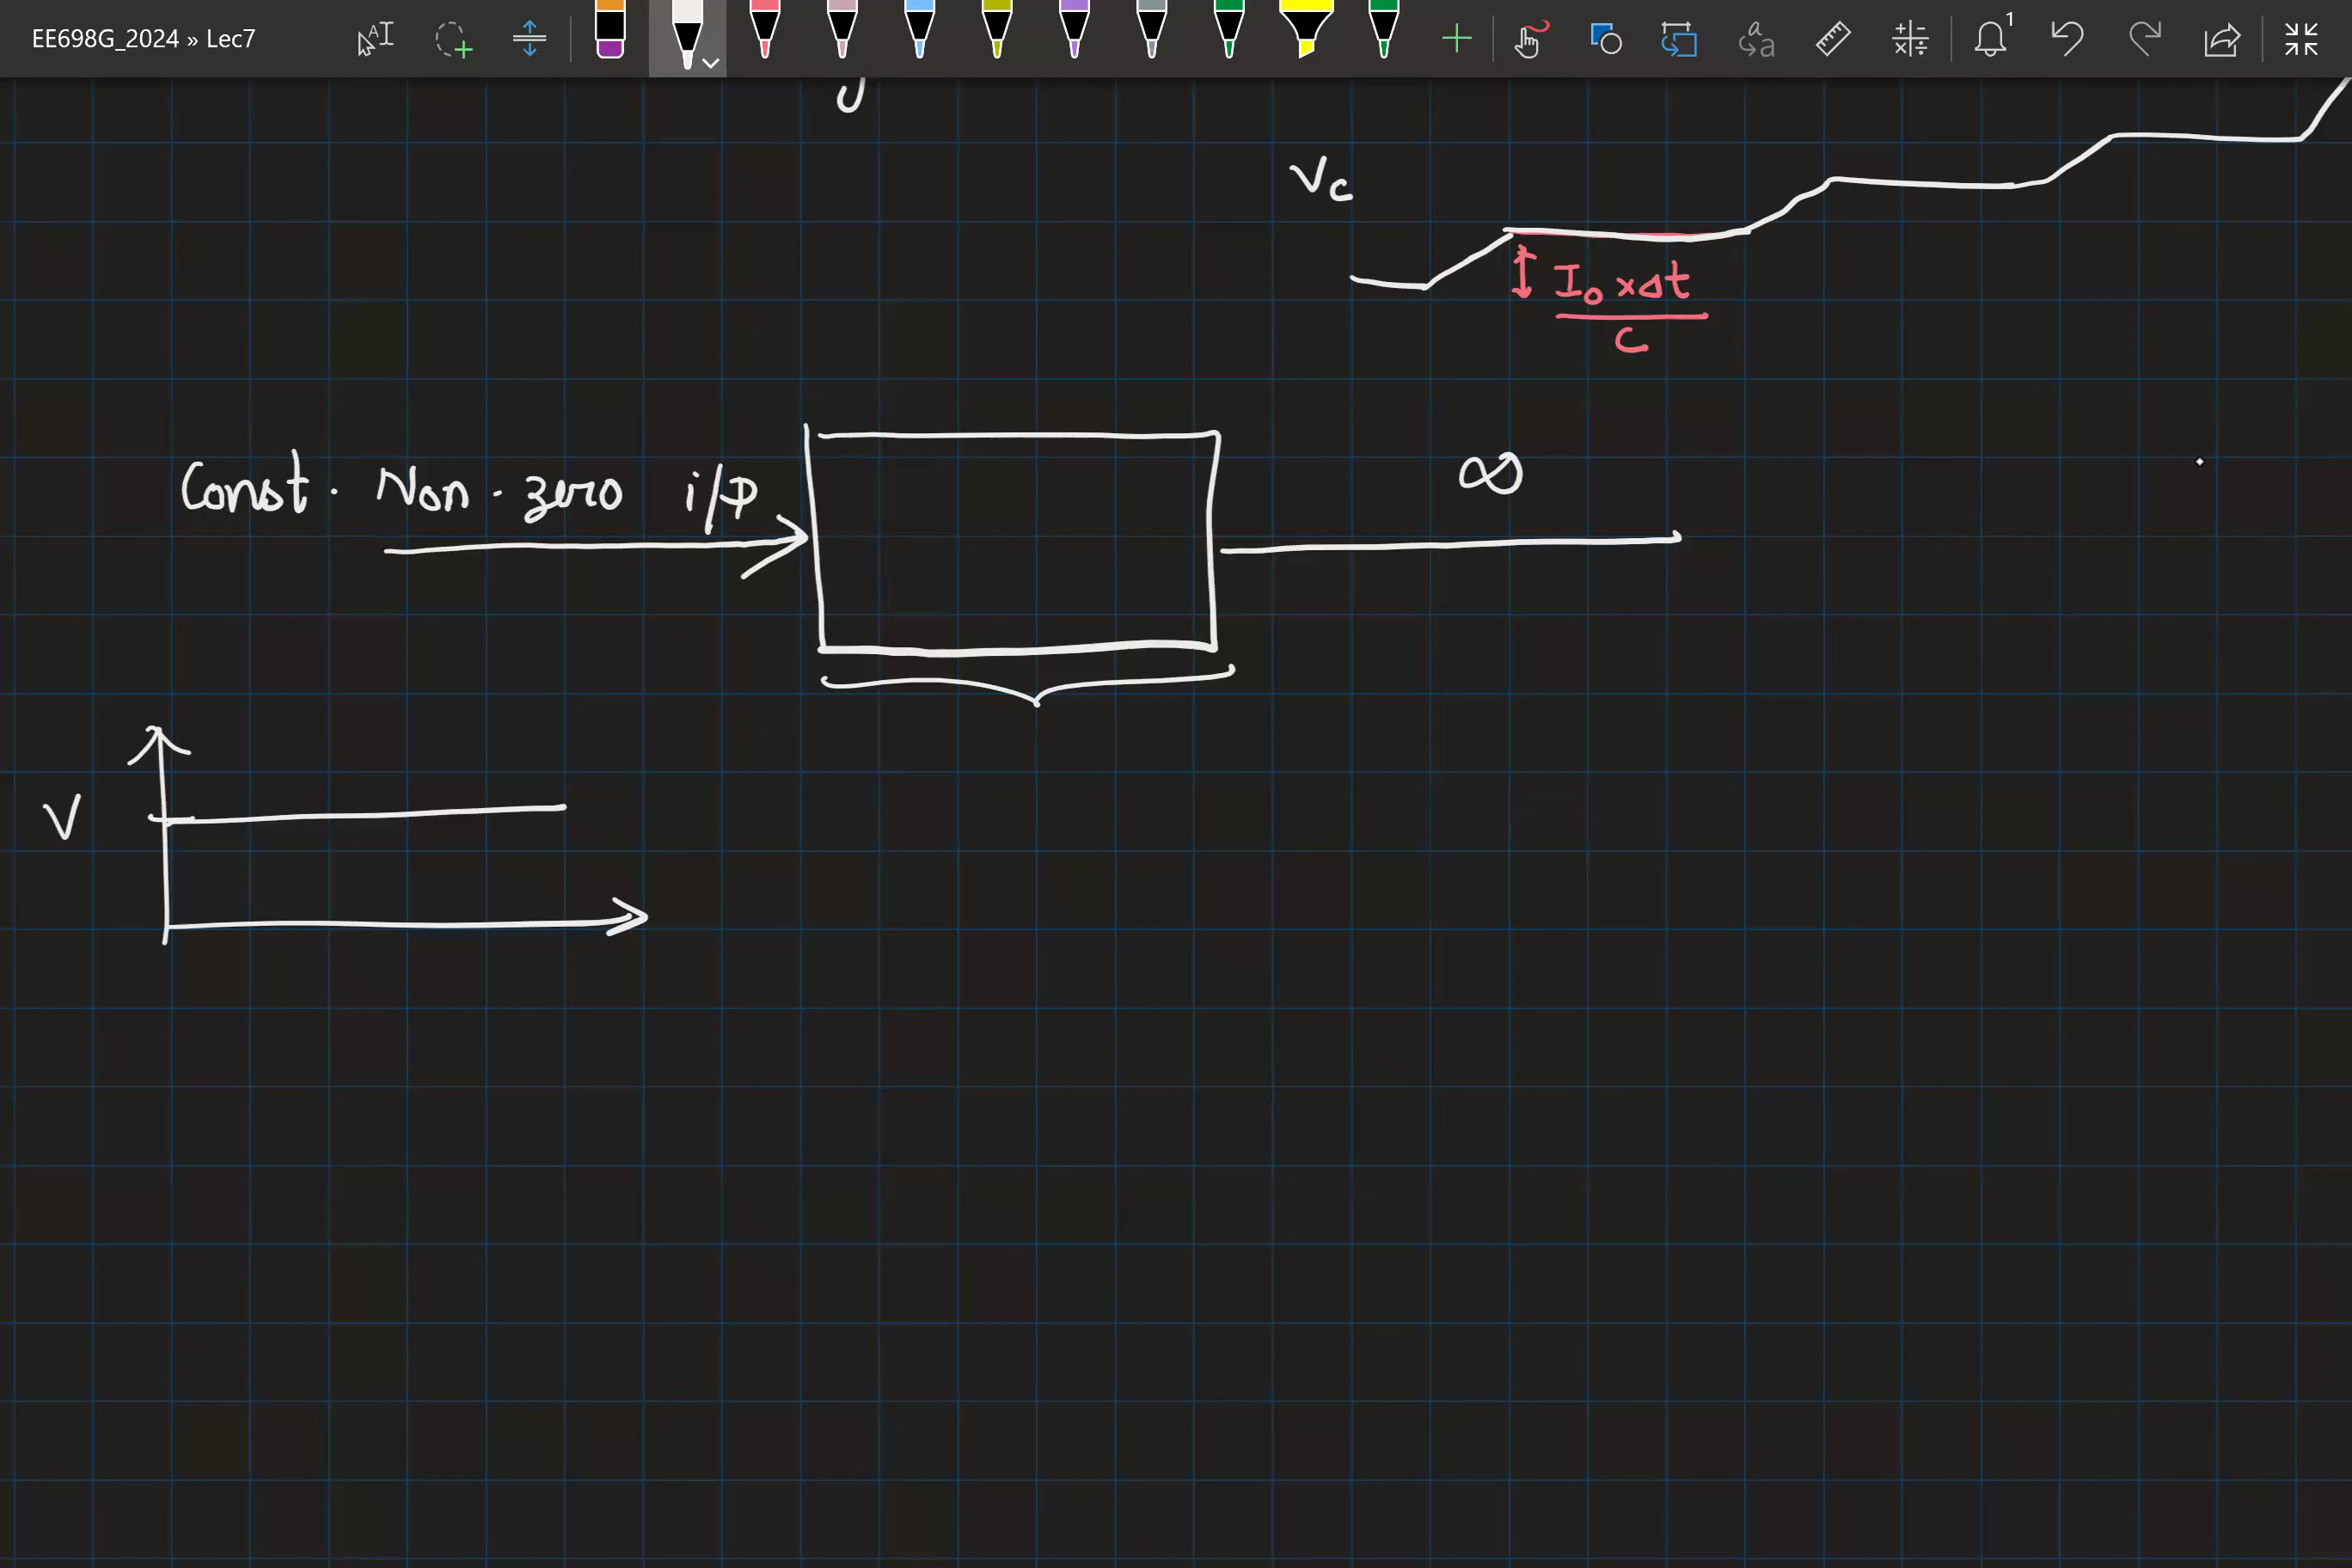 EE698G_2024 » Lec7
Vc
I₀ × Δt
C
Const. Non-zero i/p
∞
V